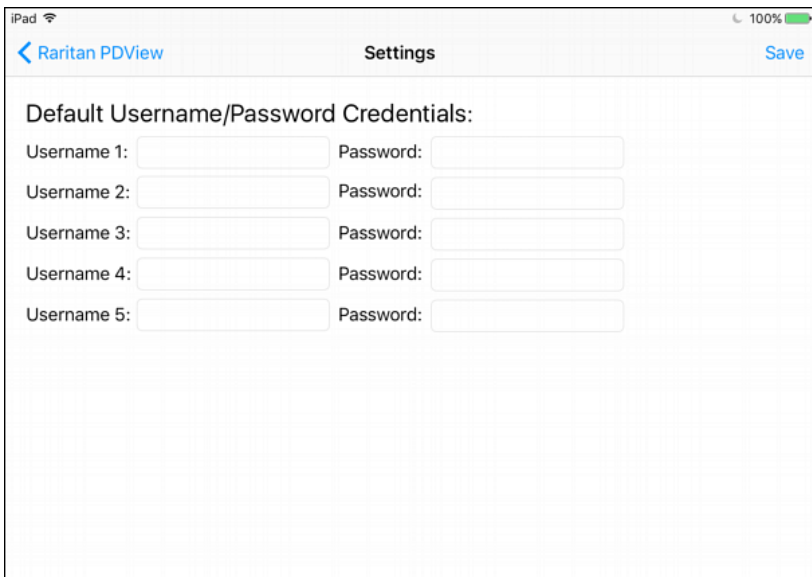 iPad 100%
Raritan PDView Settings Save
Default Username/Password Credentials:
Username 1: Password:
Username 2: Password:
Username 3: Password:
Username 4: Password:
Username 5: Password: